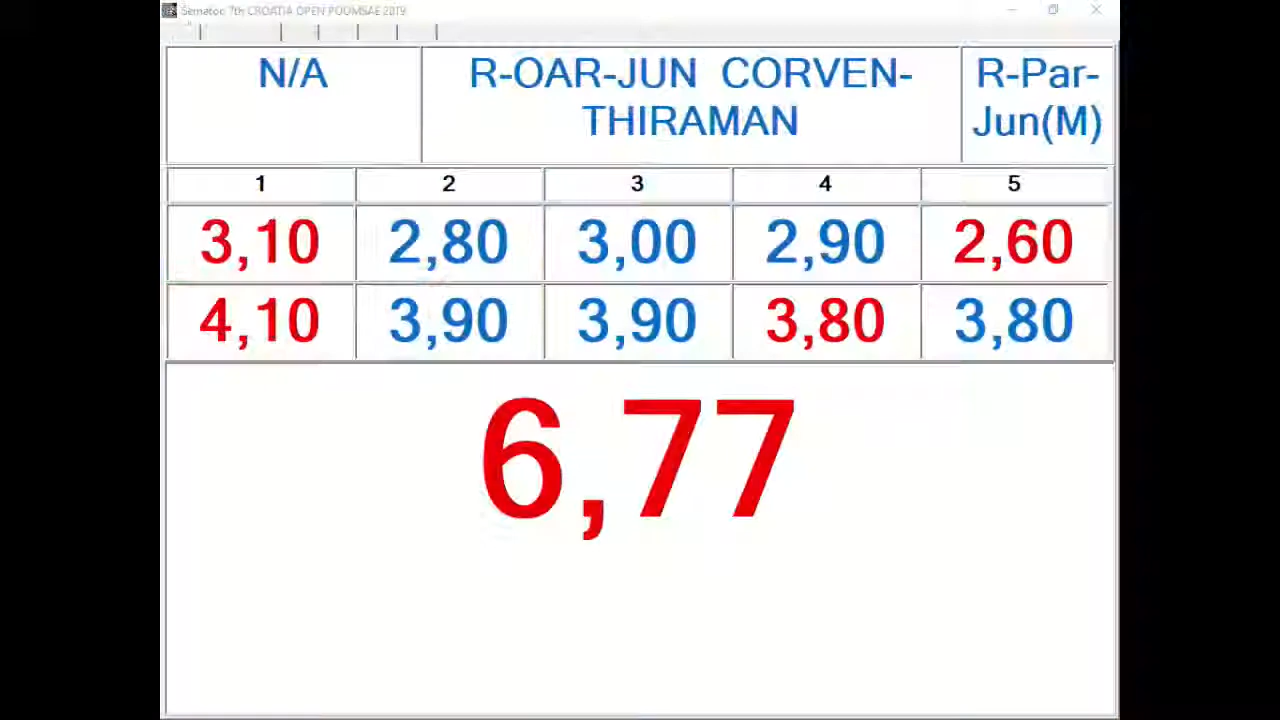 Sematoo 7th CROATIA OPEN POOMSAE 2019
N/A
R-OAR-JUN CORVEN-
THIRAMAN
R-Par-
Jun(M)
1 2 3 4 5
3,10 2,80 3,00 2,90 2,60
4,10 3,90 3,90 3,80 3,80
6,77